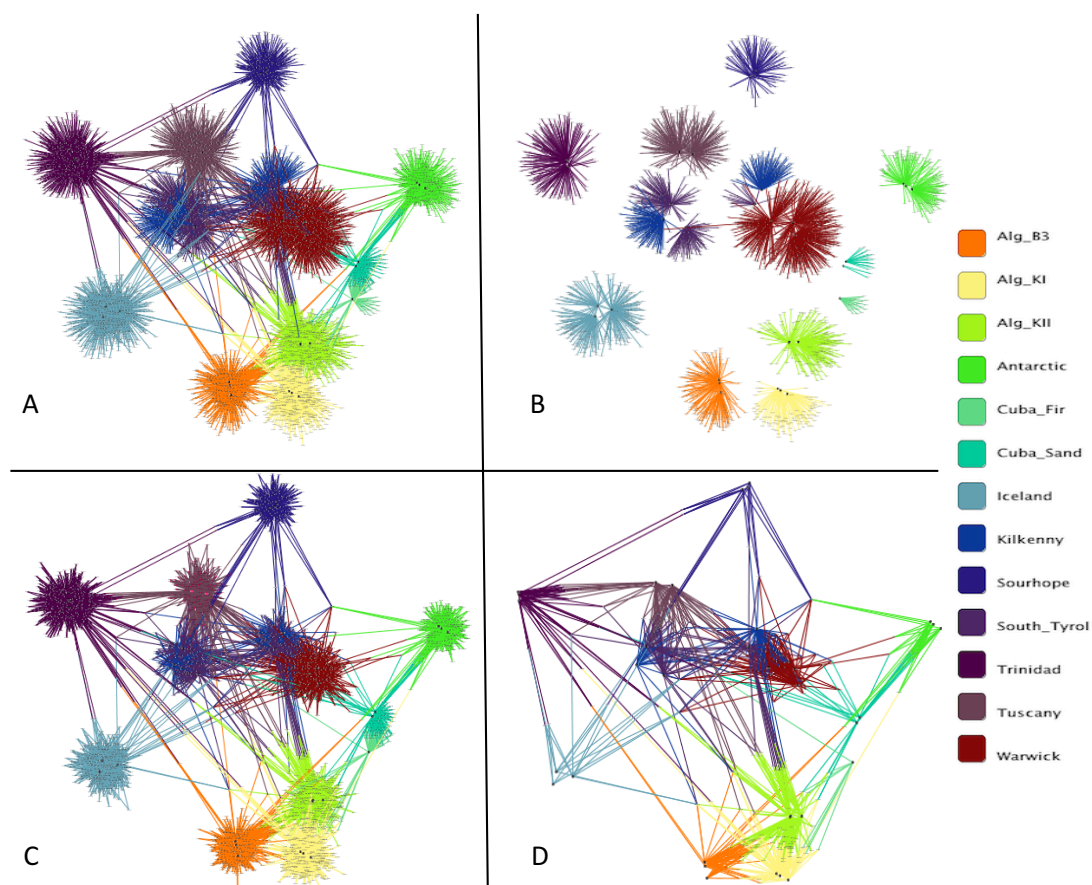 A
B
Alg_B3
Alg_KI
Alg_KII
Antarctic
Cuba_Fir
Cuba_Sand
Iceland
Kilkenny
Sourhope
South_Tyrol
Trinidad
Tuscany
Warwick
C
D